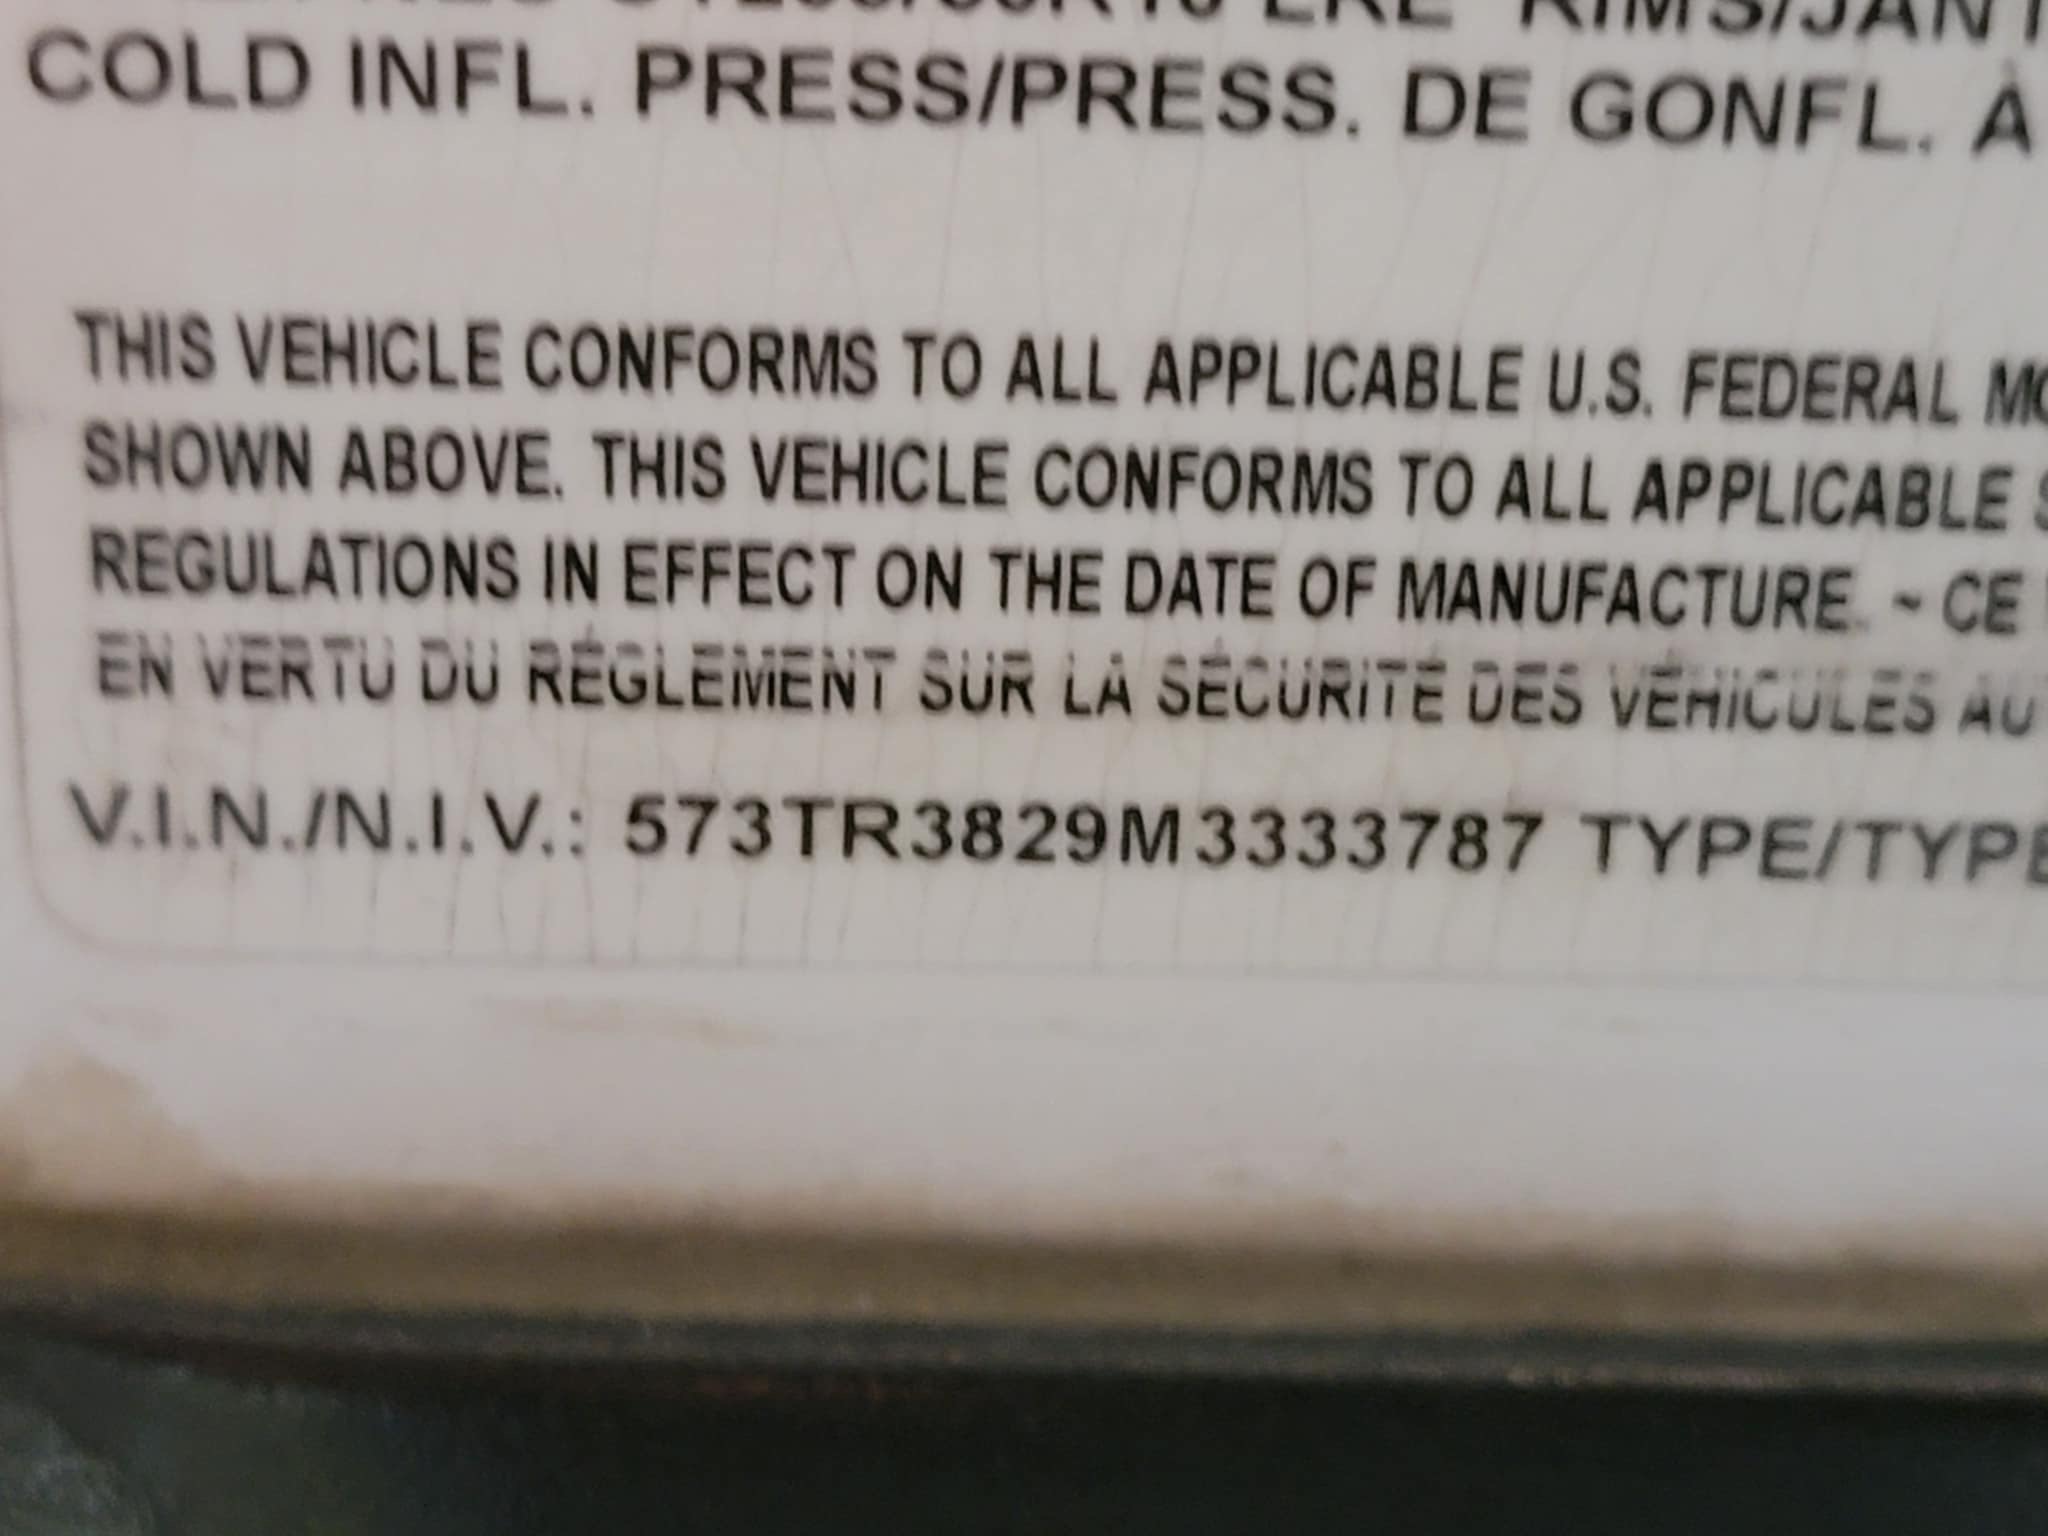 COLD INFL. PRESS/PRESS. DE GONFL. À
THIS VEHICLE CONFORMS TO ALL APPLICABLE U.S. FEDERAL
SHOWN ABOVE. THIS VEHICLE CONFORMS TO ALL APPLICABLE
REGULATIONS IN EFFECT ON THE DATE OF MANUFACTURE. ~ CE
EN VERTU DU RÉGLEMENT SUR LA SÉCURITÉ DES VÉHICULES
V.I.N./N.I.V.: 573TR3829M3333787 TYPE/TYPE